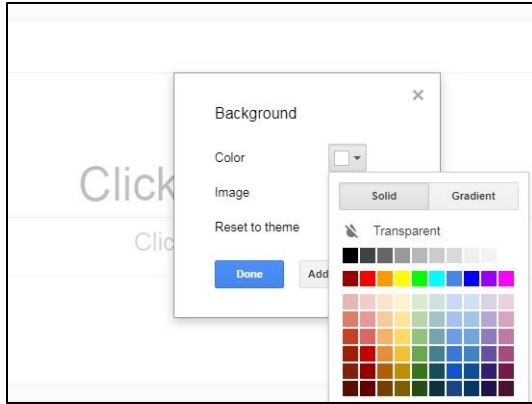 Background
Color
Image
Reset to theme
Done
Add
Solid
Gradient
Transparent
Click
Clic